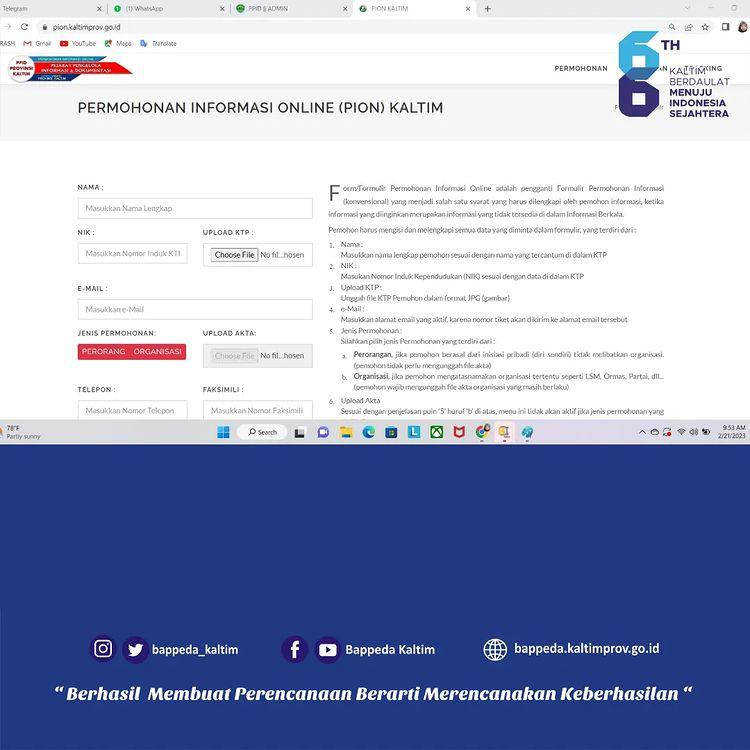 Telegram
(1) WhatsApp
PPID || ADMIN
PION KALTIM
pion.kaltimprov.go.id
RASH
Gmail
YouTube
Maps
Translate
PPID
PROVINSI
KALTIM
PEJABAT PENGELOLA
INFORMASI & DOKUMENTASI
PERMOHONAN
TRACKING
6 TH
KALTIM
BERDAULAT
MENUJU
INDONESIA
SEJAHTERA
PERMOHONAN INFORMASI ONLINE (PION) KALTIM
NAMA :
Masukkan Nama Lengkap
NIK :
UPLOAD KTP :
Masukkan Nomor Induk KTI
Choose File No fil...hosen
E-MAIL :
Masukkan e-Mail
JENIS PERMOHONAN:
UPLOAD AKTA:
PERORANG ORGANISASI
Choose File No fil...hosen
TELEPON :
FAKSIMILI :
Masukkan Nomor Telepon
Masukkan Nomor Faksimili
Form/Formulir Permohonan Informasi Online adalah pengganti Formulir Permohonan Informasi
(konvensional) yang menjadi salah satu syarat yang harus dilengkapi oleh pemohon informasi, ketika
informasi yang diinginkan merupakan informasi yang tidak tersedia di dalam Informasi Berkala.
Pemohon harus mengisi dan melengkapi semua data yang diminta dalam formulir, yang terdiri dari :
1. Nama :
Masukkan nama lengkap pemohon sesuai dengan nama yang tercantum di dalam KTP
2. NIK :
Masukan Nomor Induk Kependudukan (NIK) sesuai dengan data di dalam KTP
3. Upload KTP :
Unggah file KTP Pemohon dalam format JPG (gambar)
4. e-Mail :
Masukkan alamat email yang aktif, karena nomor tiket akan dikirim ke alamat email tersebut
5. Jenis Permohonan :
Silahkan pilih jenis Permohonan yang terdiri dari :
a. Perorangan, jika pemohon berasal dari inisiasi pribadi (diri sendiri) tidak melibatkan organisasi.
(pemohon tidak perlu mengunggah file akta)
b. Organisasi, jika pemohon mengatasnamakan organisasi tertentu seperti LSM, Ormas, Partai, dll...
(pemohon wajib mengunggah file akta organisasi yang masih berlaku)
6. Upload Akta
Sesuai dengan penjelasan poin '5' huruf 'b' di atas, menu ini tidak akan aktif jika jenis permohonan yang
78°F
Partly sunny
Search
9:53 AM
2/21/2023
bappeda_kaltim
Bappeda Kaltim
bappeda.kaltimprov.go.id
“ Berhasil Membuat Perencanaan Berarti Merencanakan Keberhasilan “